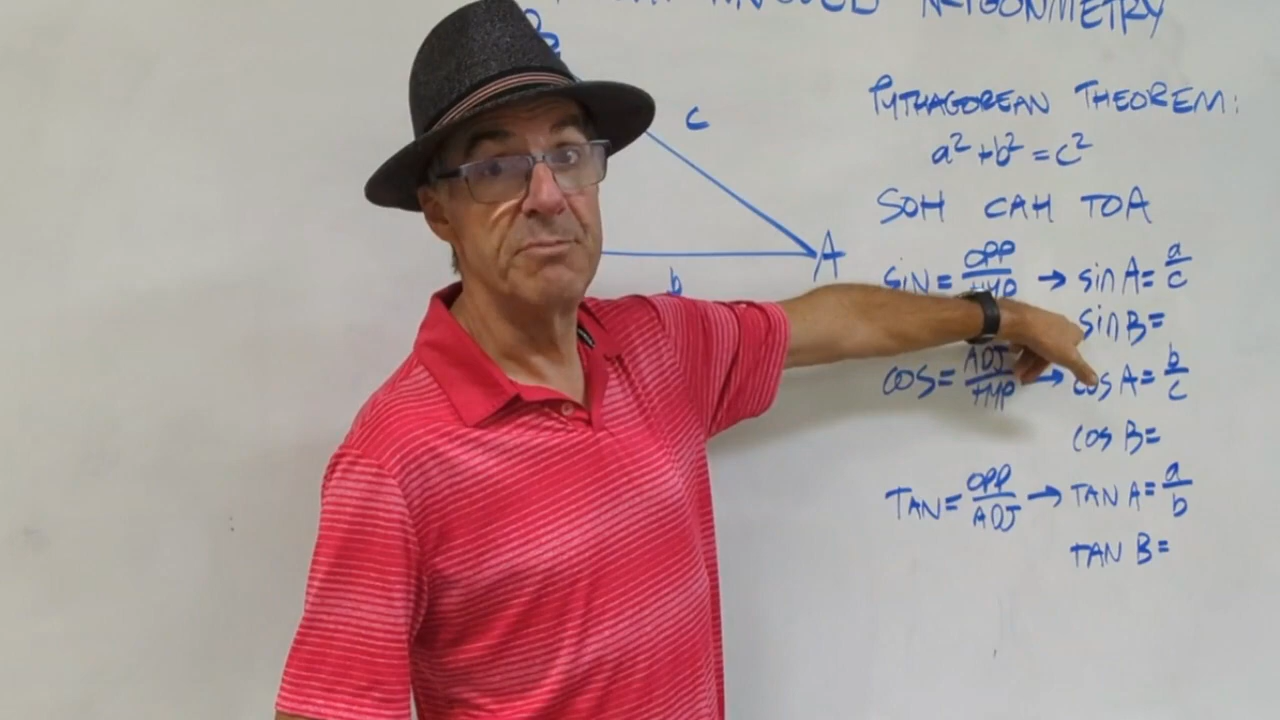 TRIGONOMETRY
c
PYTHAGOREAN THEOREM:
a² + b² = c²
SOH CAH TOA
A
b
SIN = OPP/HYP → sin A = a/c
sin B =
COS = ADJ/HYP → cos A = b/c
cos B =
TAN = OPP/ADJ → TAN A = a/b
TAN B =